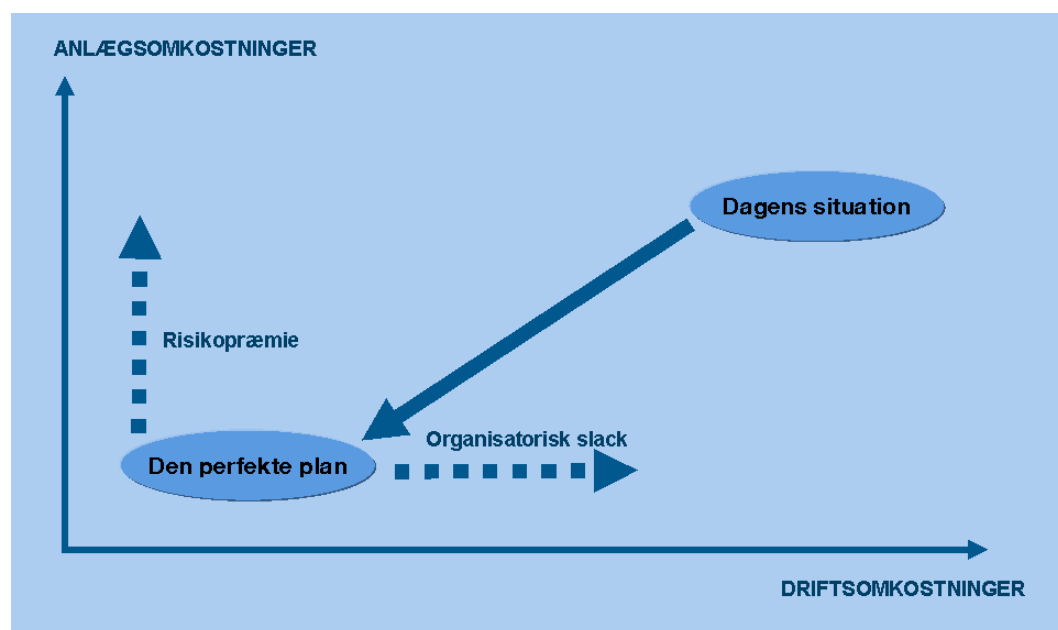 ANLÆGSOMKOSTNINGER
Dagens situation
Risikopræmie
Organisatorisk slack
Den perfekte plan
DRIFTSOMKOSTNINGER